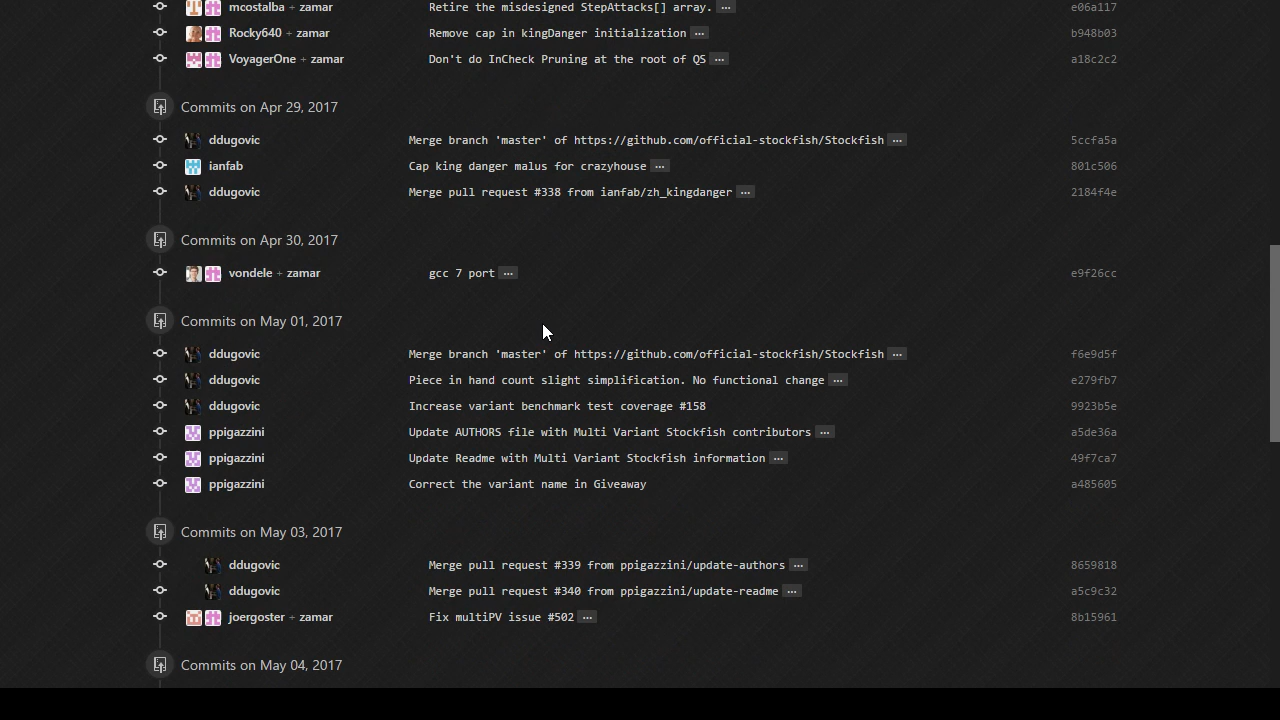 mcostalba + zamar Retire the misdesigned StepAttacks[] array. … e06a117
Rocky640 + zamar Remove cap in kingDanger initialization … b948b03
VoyagerOne + zamar Don't do InCheck Pruning at the root of QS … a18c2c2
Commits on Apr 29, 2017
ddugovic Merge branch 'master' of https://github.com/official-stockfish/Stockfish … 5ccfa5a
ianfab Cap king danger malus for crazyhouse … 801c506
ddugovic Merge pull request #338 from ianfab/zh_kingdanger … 2184f4e
Commits on Apr 30, 2017
vondele + zamar gcc 7 port … e9f26cc
Commits on May 01, 2017
ddugovic Merge branch 'master' of https://github.com/official-stockfish/Stockfish … f6e9d5f
ddugovic Piece in hand count slight simplification. No functional change … e279fb7
ddugovic Increase variant benchmark test coverage #158 9923b5e
ppigazzini Update AUTHORS file with Multi Variant Stockfish contributors … a5de36a
ppigazzini Update Readme with Multi Variant Stockfish information … 49f7ca7
ppigazzini Correct the variant name in Giveaway a485605
Commits on May 03, 2017
ddugovic Merge pull request #339 from ppigazzini/update-authors … 8659818
ddugovic Merge pull request #340 from ppigazzini/update-readme … a5c9c32
joergoster + zamar Fix multiPV issue #502 … 8b15961
Commits on May 04, 2017